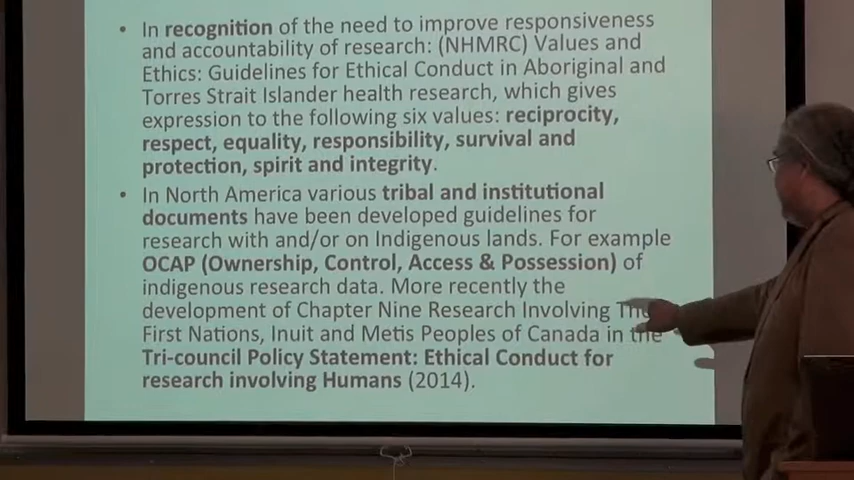 • In recognition of the need to improve responsiveness
and accountability of research: (NHMRC) Values and
Ethics: Guidelines for Ethical Conduct in Aboriginal and
Torres Strait Islander health research, which gives
expression to the following six values: reciprocity,
respect, equality, responsibility, survival and
protection, spirit and integrity.
• In North America various tribal and institutional
documents have been developed guidelines for
research with and/or on Indigenous lands. For example
OCAP (Ownership, Control, Access & Possession) of
indigenous research data. More recently the
development of Chapter Nine Research Involving
First Nations, Inuit and Metis Peoples of Canada in the
Tri-council Policy Statement: Ethical Conduct for
research involving Humans (2014).